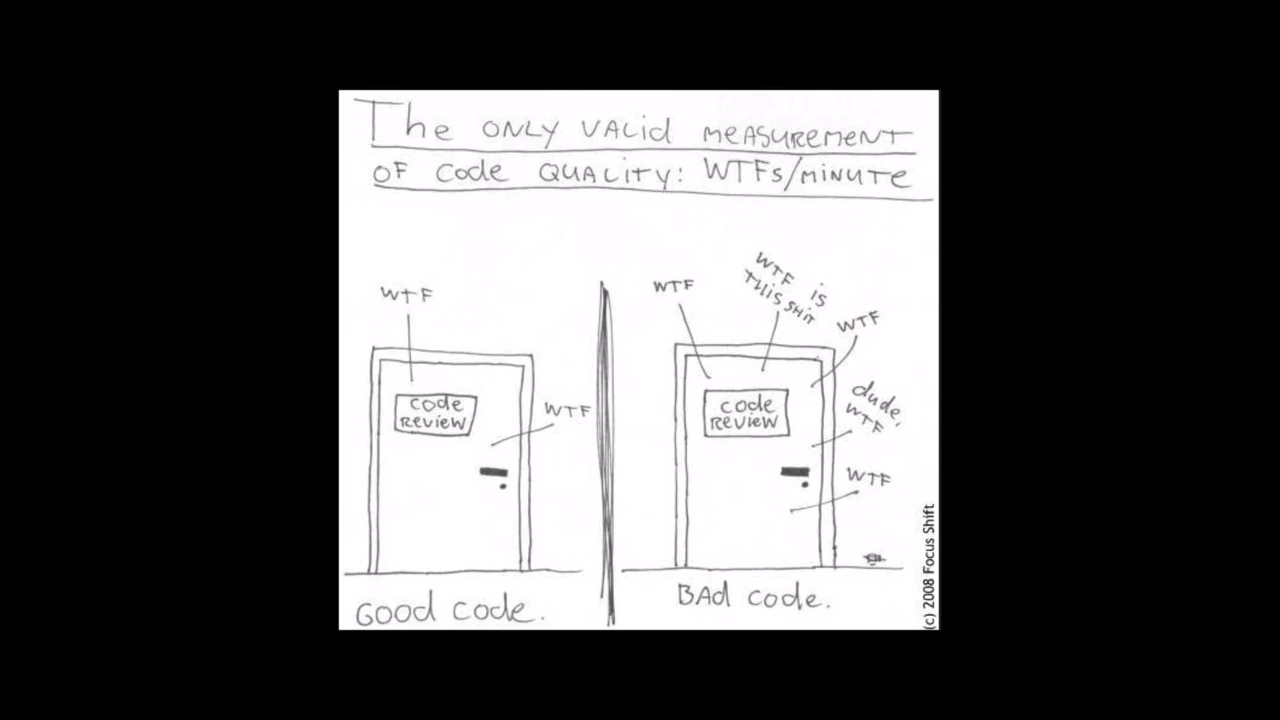 The ONLY VALid MEASUREMENT
OF Code QUALITY: WTFs/MINUTE
WTF
code
REVIEW
WTF
GOOD code.
WTF
WTF is
THIS SHIT
WTF
dude,
WTF
code
REVIEW
WTF
BAd code.
(c) 2008 Focus Shift